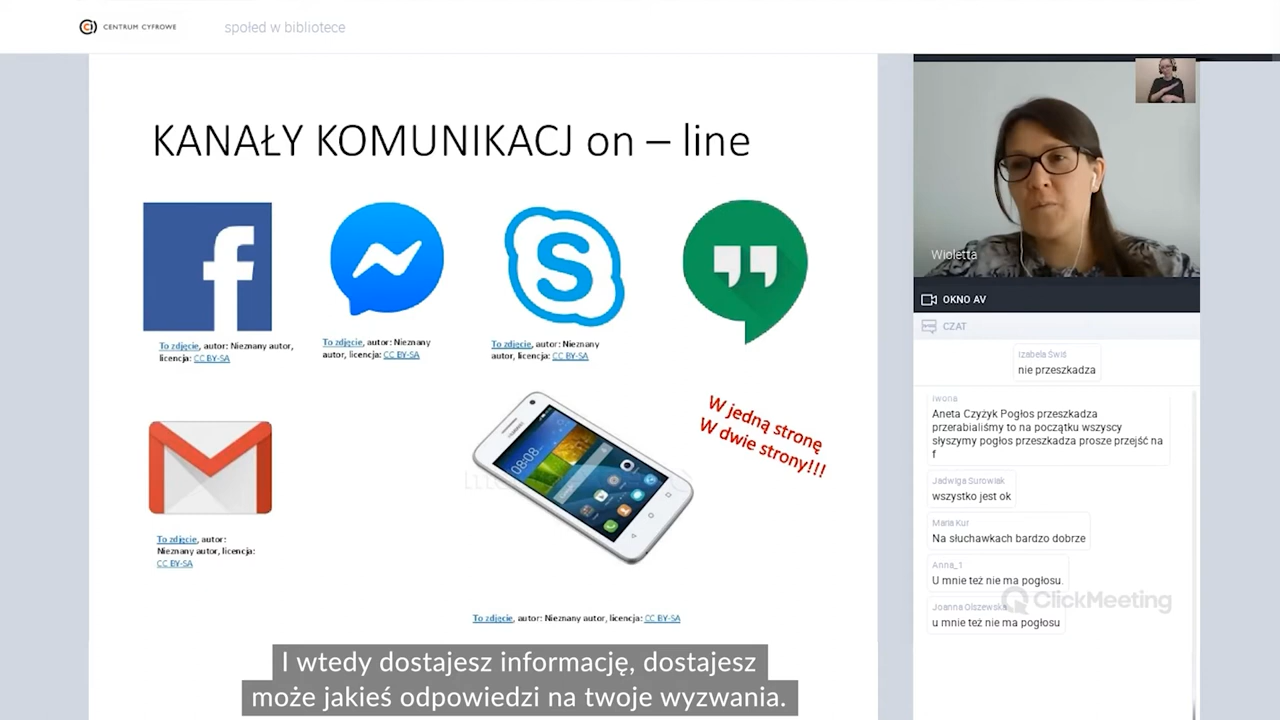 CENTRUM CYFROWE
społed w bibliotece
KANAŁY KOMUNIKACJ on – line
To zdjęcie, autor: Nieznany autor,
licencja: CC BY-SA
To zdjęcie, autor: Nieznany
autor, licencja: CC BY-SA
To zdjęcie, autor: Nieznany
autor, licencja: CC BY-SA
W jedną stronę
W dwie strony!!!
08:08
To zdjęcie, autor:
Nieznany autor, licencja:
CC BY-SA
To zdjęcie, autor: Nieznany autor, licencja: CC BY-SA
I wtedy dostajesz informację, dostajesz
może jakieś odpowiedzi na twoje wyzwania.
Wioletta
OKNO AV
CZAT
Izabela Świś
nie przeszkadza
Iwona
Aneta Czyżyk Pogłos przeszkadza
przerabialiśmy to na początku wszyscy
słyszymy pogłos przeszkadza prosze przejść na
f
Jadwiga Surowiak
wszystko jest ok
Maria Kuf
Na słuchawkach bardzo dobrze
Anna_1
U mnie też nie ma pogłosu.
Joanna Olszewska
u mnie też nie ma pogłosu
ClickMeeting